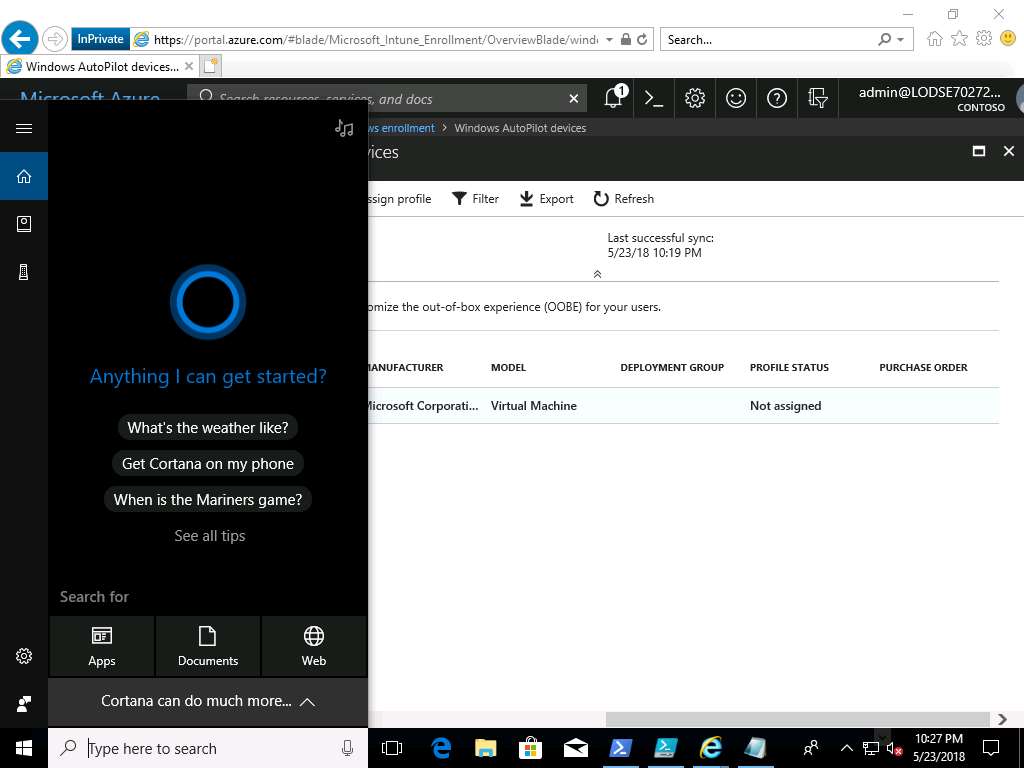 InPrivate
https://portal.azure.com/#blade/Microsoft_Intune_Enrollment/OverviewBlade/wind
Search...
Windows AutoPilot devices...
Microsoft Azure
Search resources, services, and docs
1
admin@LODSE70272...
CONTOSO
ws enrollment > Windows AutoPilot devices
vices
ssign profile
Filter
Export
Refresh
Last successful sync:
5/23/18 10:19 PM
omize the out-of-box experience (OOBE) for your users.
MANUFACTURER MODEL DEPLOYMENT GROUP PROFILE STATUS PURCHASE ORDER
Microsoft Corporati... Virtual Machine Not assigned
Anything I can get started?
What's the weather like?
Get Cortana on my phone
When is the Mariners game?
See all tips
Search for
Apps Documents Web
Cortana can do much more...
Type here to search
10:27 PM
5/23/2018